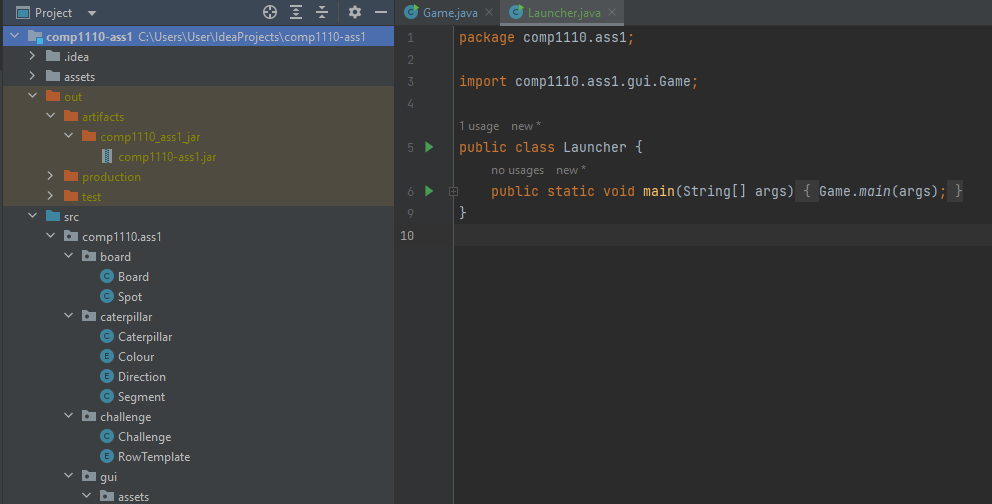 Project
comp1110-ass1 C:\Users\User\IdeaProjects\comp1110-ass1
.idea
assets
out
artifacts
comp1110_ass1_jar
comp1110-ass1.jar
production
test
src
comp1110.ass1
board
Board
Spot
caterpillar
Caterpillar
Colour
Direction
Segment
challenge
Challenge
RowTemplate
gui
assets
Game.java Launcher.java
1 package comp1110.ass1;
2
3 import comp1110.ass1.gui.Game;
4
1 usage new *
5 public class Launcher {
no usages new *
6 public static void main(String[] args) { Game.main(args); }
9 }
10